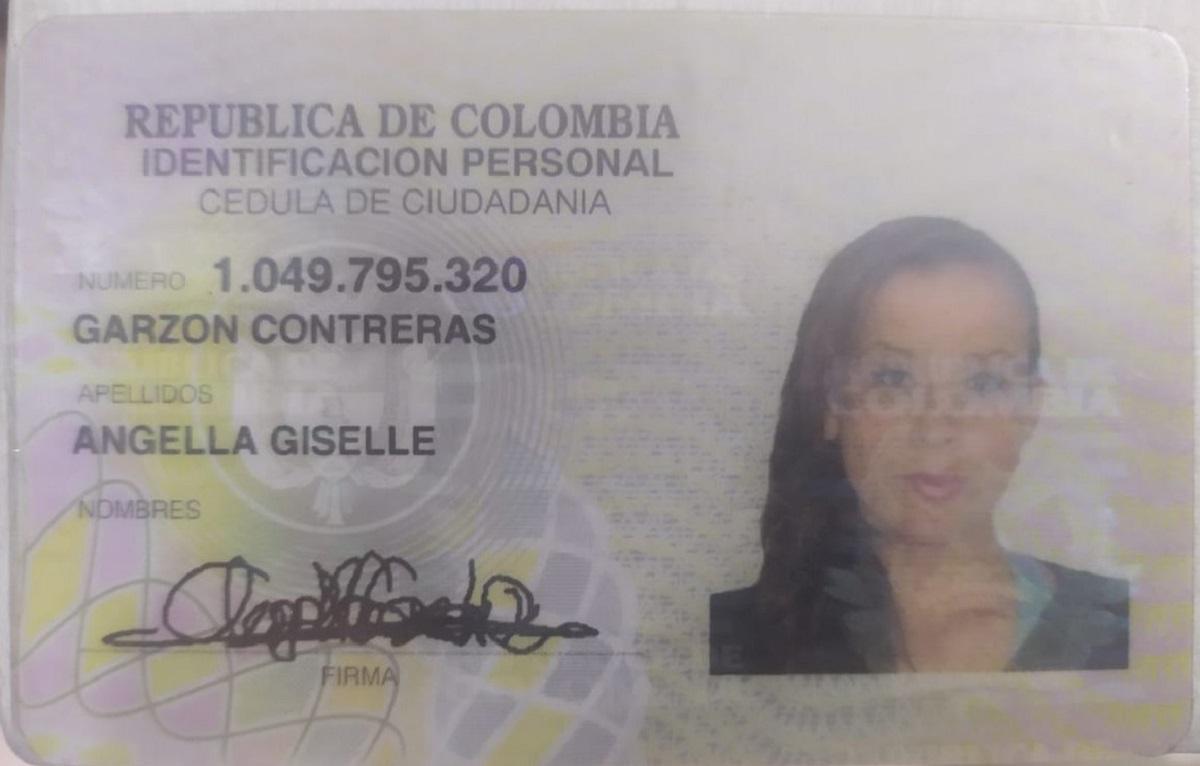 REPUBLICA DE COLOMBIA
IDENTIFICACION PERSONAL
CEDULA DE CIUDADANIA
NUMERO 1.049.795.320
GARZON CONTRERAS
APELLIDOS
ANGELLA GISELLE
NOMBRES
FIRMA